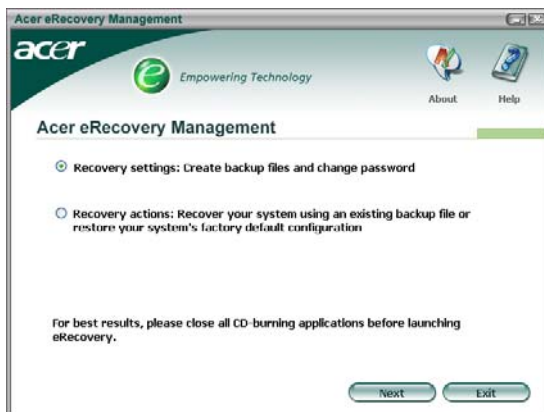 Acer eRecovery Management
acer
e
Empowering Technology
About
Help
Acer eRecovery Management
Recovery settings: Create backup files and change password
Recovery actions: Recover your system using an existing backup file or
restore your system's factory default configuration
For best results, please close all CD-burning applications before launching
eRecovery.
Next
Exit